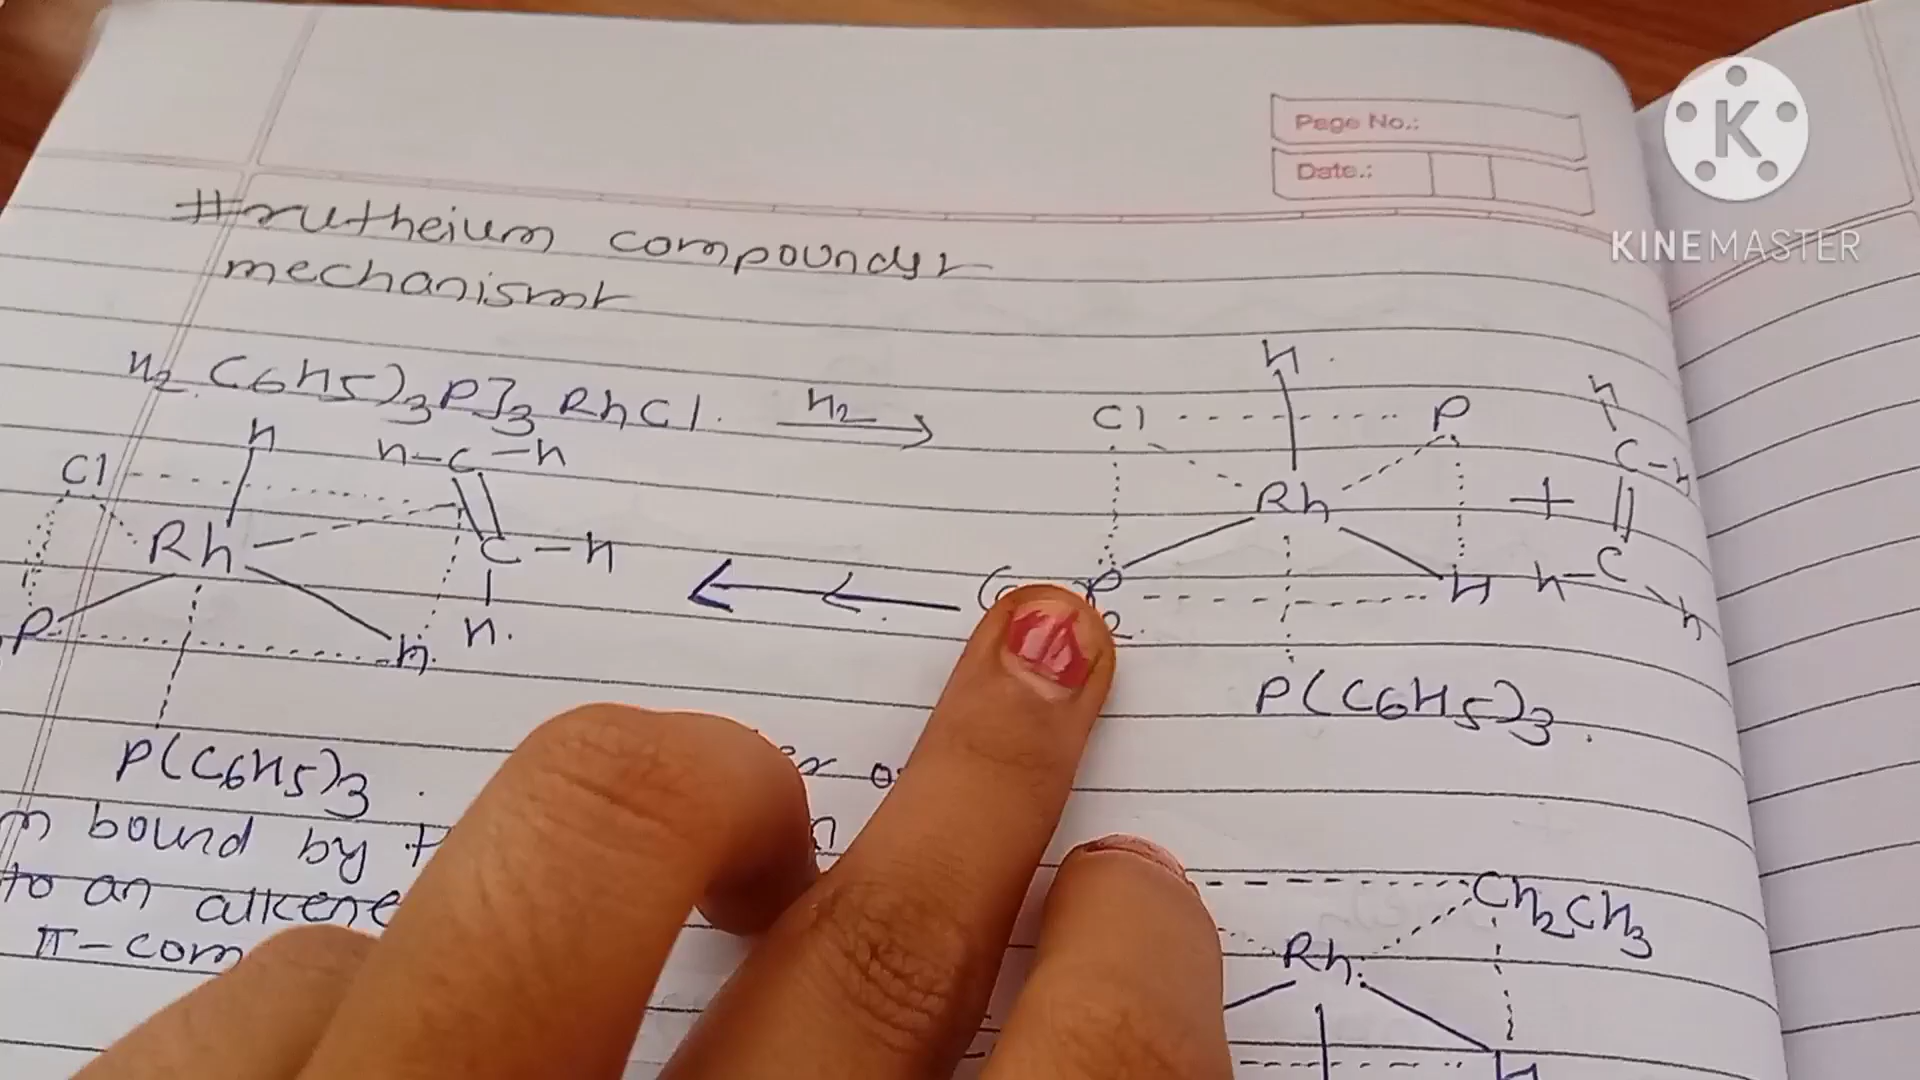 Page No.:
Date.:
K
KINEMASTER
#rutheium compounds
mechanism
H2 (C6H5)3P]3 RhCl. H2
H
Cl P
Rh
P H
P(C6H5)3
+
H
C-H
H-C
H
H
Cl
H-C-H
Rh
C-H
P H H.
P(C6H5)3.
bound by
to an alkene
π-com
CH2CH3
Rh.
H